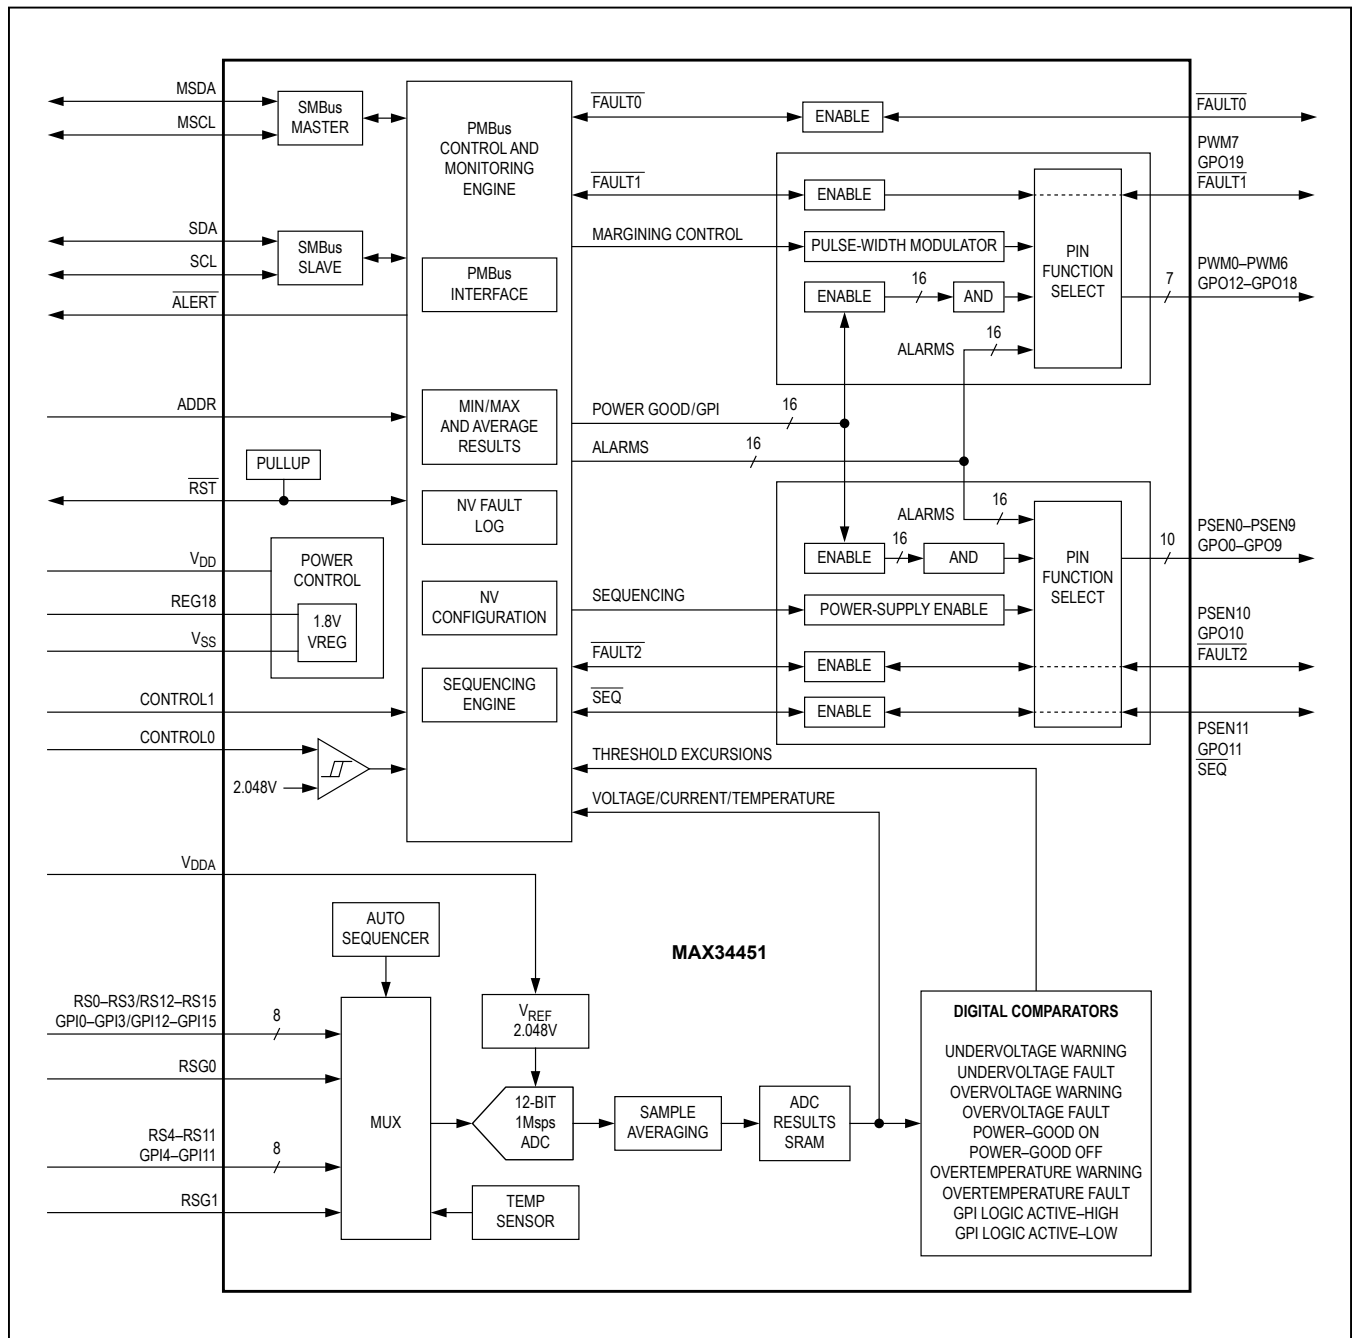 MSDA
MSCL
SMBus
MASTER
SDA
SCL
SMBus
SLAVE
ALERT
ADDR
PULLUP
RST
VDD
POWER
CONTROL
REG18
1.8V
VREG
VSS
CONTROL1
CONTROL0
2.048V
PMBus
CONTROL AND
MONITORING
ENGINE
PMBus
INTERFACE
MIN/MAX
AND AVERAGE
RESULTS
NV FAULT
LOG
NV
CONFIGURATION
SEQUENCING
ENGINE
FAULT0
ENABLE
FAULT0
PWM7
GPO19
FAULT1
FAULT1
ENABLE
MARGINING CONTROL
PULSE-WIDTH MODULATOR
PIN
FUNCTION
SELECT
PWM0–PWM6
GPO12–GPO18
7
ENABLE
16
AND
ALARMS
16
POWER GOOD/GPI
16
ALARMS
16
ALARMS
16
ENABLE
16
AND
PIN
FUNCTION
SELECT
10
PSEN0–PSEN9
GPO0–GPO9
SEQUENCING
POWER-SUPPLY ENABLE
PSEN10
GPO10
FAULT2
FAULT2
ENABLE
SEQ
ENABLE
PSEN11
GPO11
SEQ
THRESHOLD EXCURSIONS
VOLTAGE/CURRENT/TEMPERATURE
VDDA
AUTO
SEQUENCER
MAX34451
RS0–RS3/RS12–RS15
GPI0–GPI3/GPI12–GPI15
8
RSG0
RS4–RS11
GPI4–GPI11
8
RSG1
MUX
VREF
2.048V
12-BIT
1Msps
ADC
SAMPLE
AVERAGING
ADC
RESULTS
SRAM
TEMP
SENSOR
DIGITAL COMPARATORS
UNDERVOLTAGE WARNING
UNDERVOLTAGE FAULT
OVERVOLTAGE WARNING
OVERVOLTAGE FAULT
POWER–GOOD ON
POWER–GOOD OFF
OVERTEMPERATURE WARNING
OVERTEMPERATURE FAULT
GPI LOGIC ACTIVE–HIGH
GPI LOGIC ACTIVE–LOW